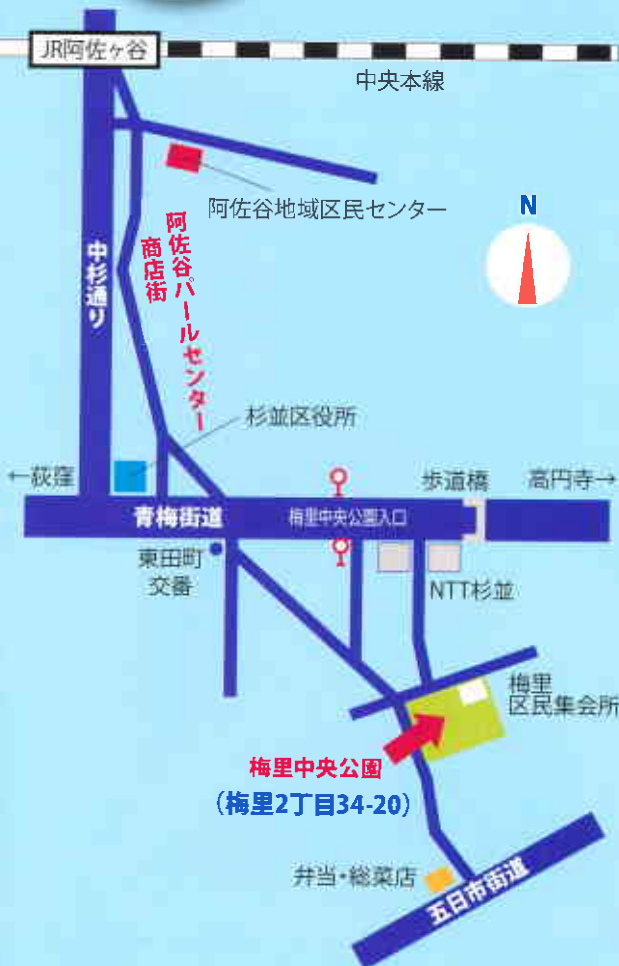 JR阿佐ヶ谷
中央本線
阿佐谷地域区民センター
N
阿佐谷パールセンター
商店街
中杉通り
杉並区役所
←荻窪
歩道橋
高円寺→
青梅街道
梅里中央公園入口
東田町
交番
NTT杉並
梅里
区民集会所
梅里中央公園
（梅里2丁目34-20）
弁当・総菜店
五日市街道